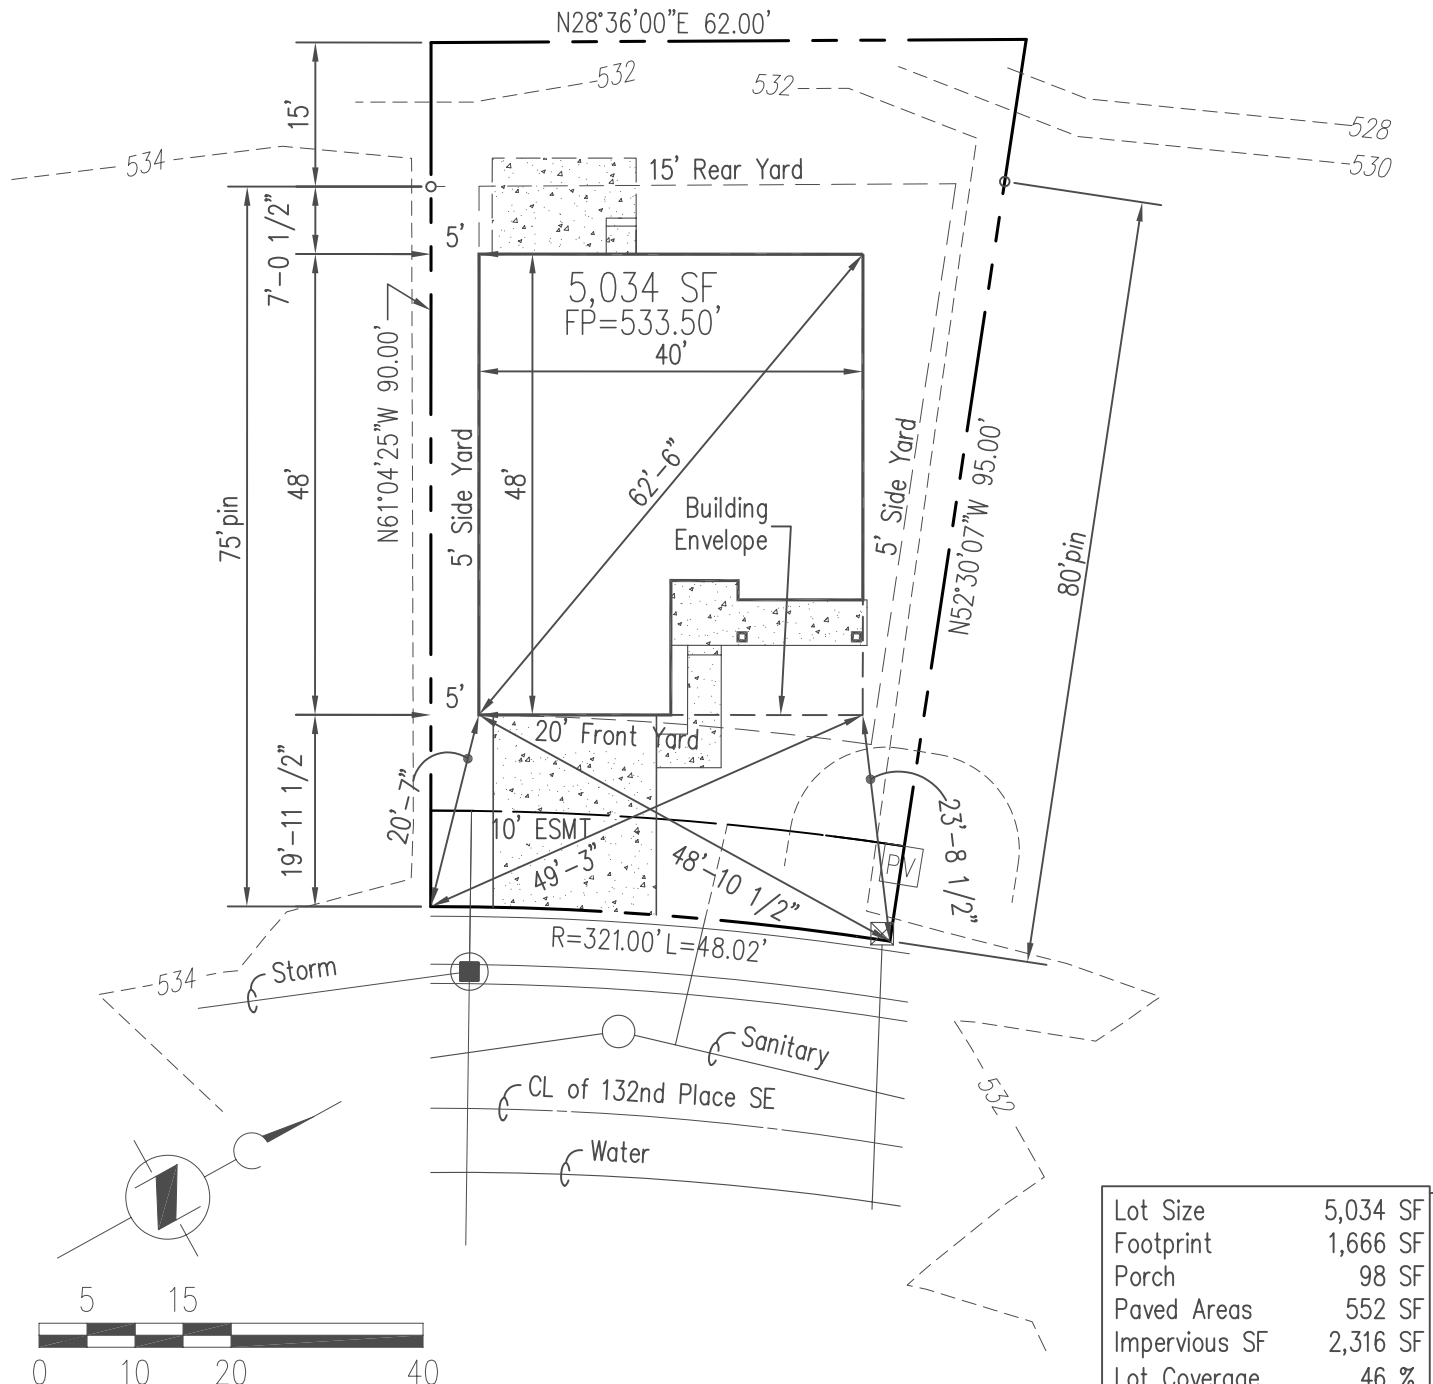 N28°36'00"E 62.00'
532
532
528
530
534
15'
15' Rear Yard
7'-0 1/2"
5'
5,034 SF
FP=533.50'
40'
N61°04'25"W 90.00'
48'
75'pin
5' Side Yard
48'
62'-6"
Building
Envelope
5' Side Yard
N52°30'07"W 95.00'
80'pin
5'
20' Front Yard
19'-11 1/2"
20'-7"
10' ESMT
49'-3"
48'-10 1/2"
PV
23'-8 1/2"
R=321.00' L=48.02'
534
Storm
Sanitary
CL of 132nd Place SE
532
Water
5 15
0 10 20 40
Lot Size 5,034 SF
Footprint 1,666 SF
Porch 98 SF
Paved Areas 552 SF
Impervious SF 2,316 SF
Lot Coverage 46 %